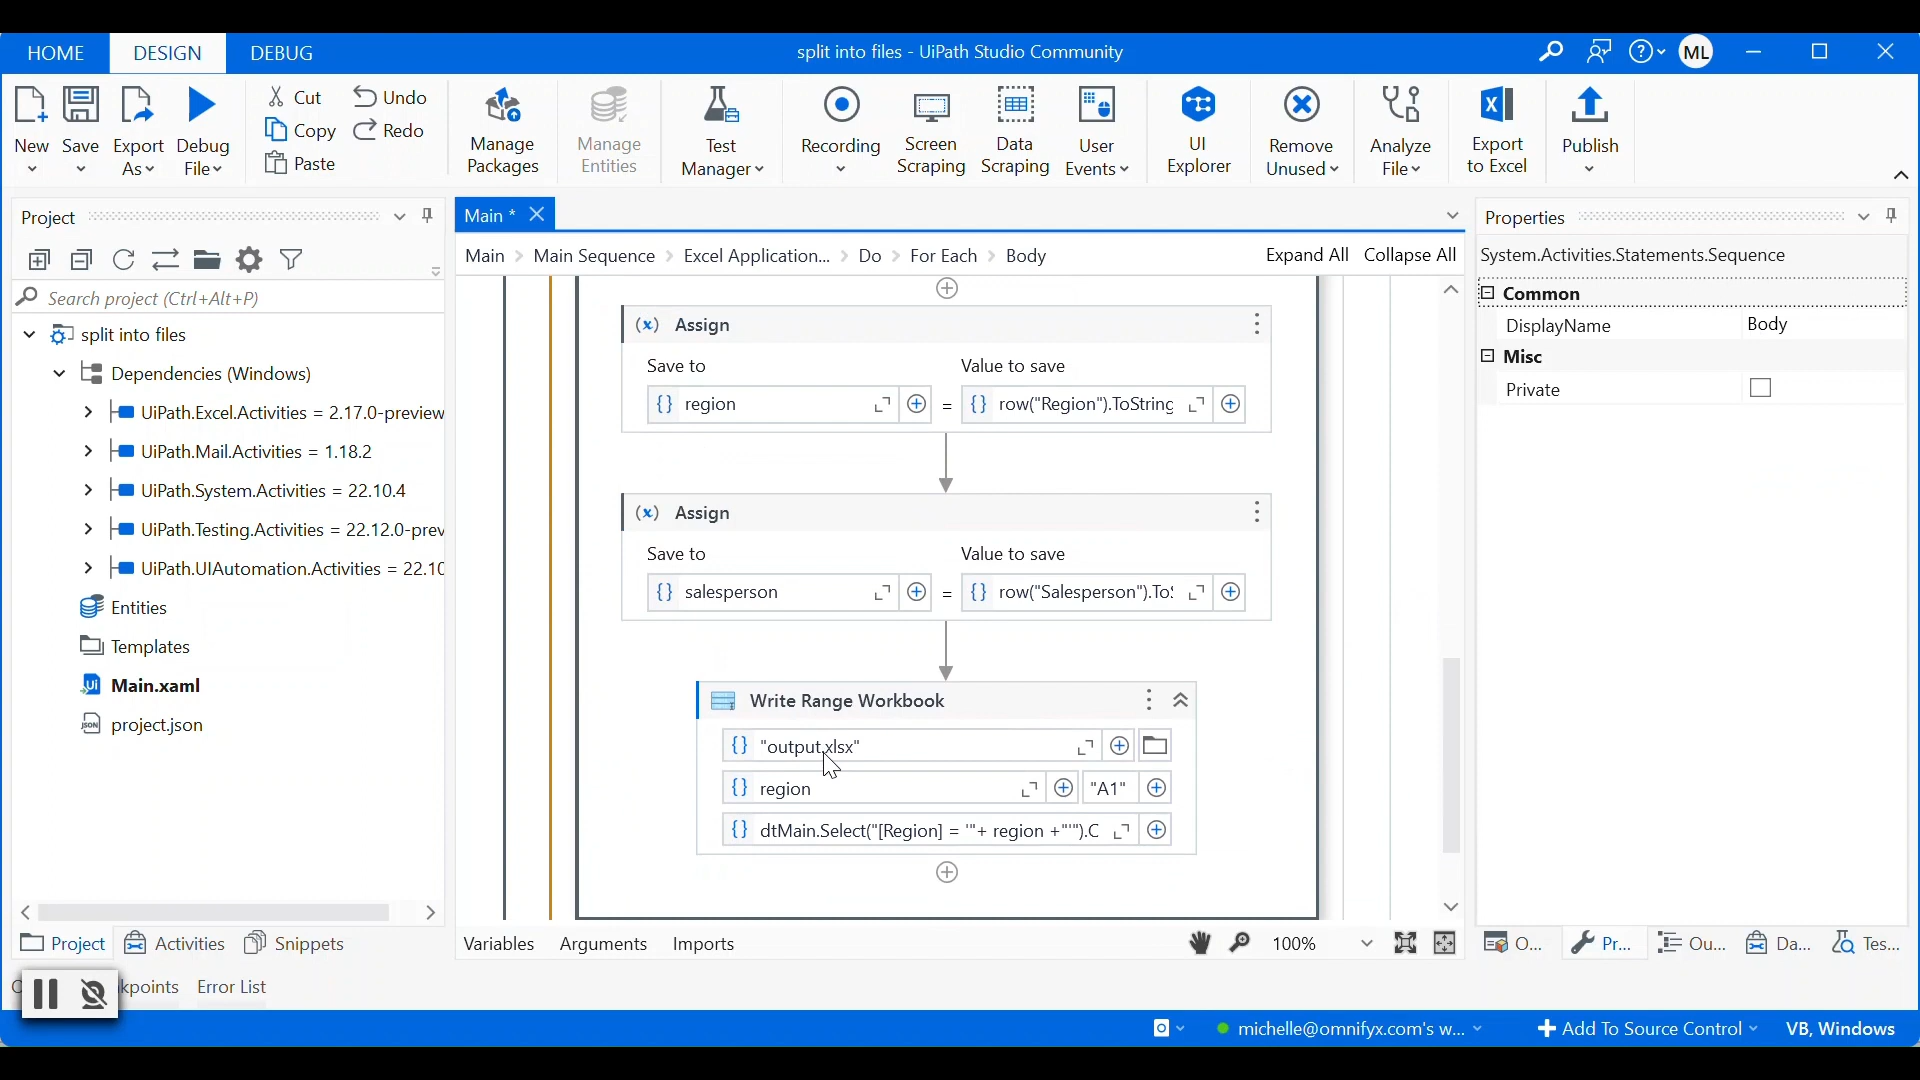 HOME DESIGN DEBUG split into files - UiPath Studio Community ML
New Save Export As Debug File Cut Copy Paste Undo Redo Manage Packages Manage Entities Test Manager Recording Screen Scraping Data Scraping User Events UI Explorer Remove Unused Analyze File Export to Excel Publish
Project
Search project (Ctrl+Alt+P)
split into files
Dependencies (Windows)
UiPath.Excel.Activities = 2.17.0-preview
UiPath.Mail.Activities = 1.18.2
UiPath.System.Activities = 22.10.4
UiPath.Testing.Activities = 22.12.0-prev
UiPath.UIAutomation.Activities = 22.10
Entities
Templates
Main.xaml
JSON project.json
Project Activities Snippets
Main *
Main > Main Sequence > Excel Application... > Do > For Each > Body Expand All Collapse All
(x) Assign
Save to Value to save
{} region = {} row("Region").ToString
(x) Assign
Save to Value to save
{} salesperson = {} row("Salesperson").ToS
Write Range Workbook
{} "output.xlsx"
{} region "A1"
{} dtMain.Select("[Region] = '"+ region +"'").C
Variables Arguments Imports 100%
Properties
System.Activities.Statements.Sequence
Common
DisplayName Body
Misc
Private
O... Pr... Ou... Da... Tes...
kpoints Error List
michelle@omnifyx.com's w... Add To Source Control VB, Windows